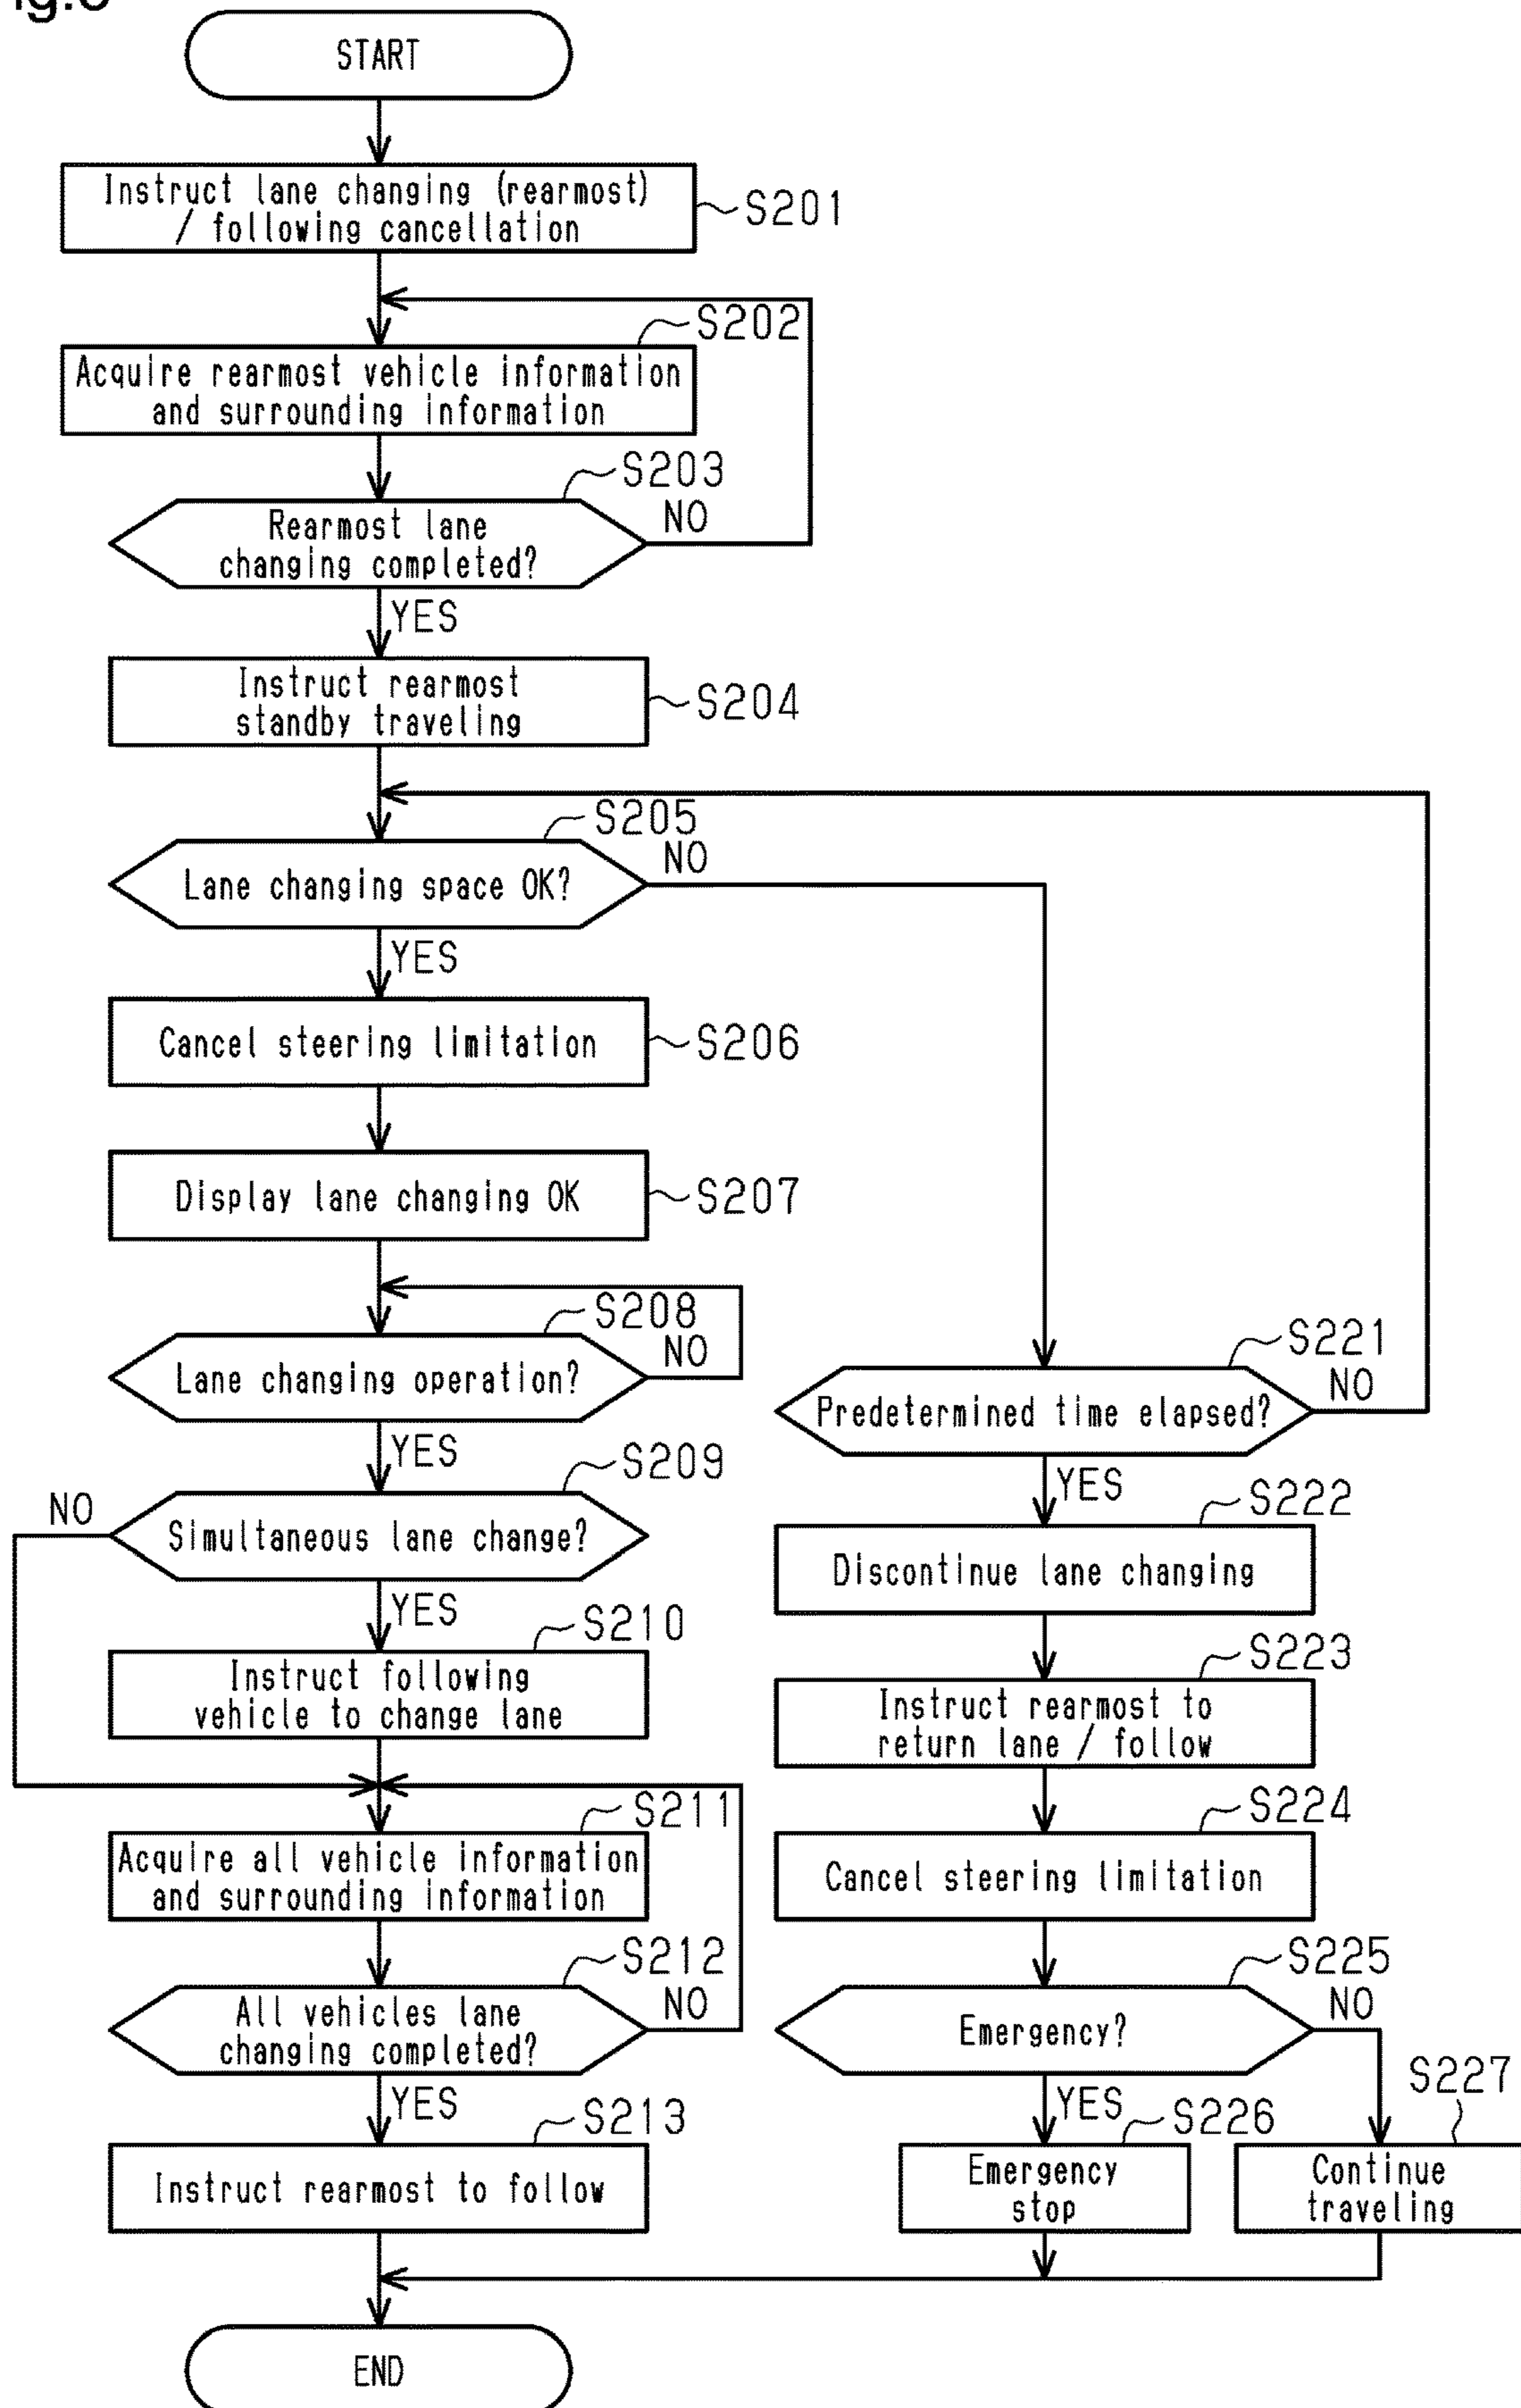 START
Instruct lane changing (rearmost)
/ following cancellation
S201
S202
Acquire rearmost vehicle information
and surrounding information
S203
Rearmost lane
changing completed?
NO
YES
Instruct rearmost
standby traveling
S204
S205
Lane changing space OK?
NO
YES
Cancel steering limitation
S206
Display lane changing OK
S207
S208
Lane changing operation?
NO
YES
S209
Simultaneous lane change?
NO
YES
S210
Instruct following
vehicle to change lane
S211
Acquire all vehicle information
and surrounding information
S212
All vehicles lane
changing completed?
NO
YES
S213
Instruct rearmost to follow
S221
Predetermined time elapsed?
NO
YES
S222
Discontinue lane changing
S223
Instruct rearmost to
return lane / follow
S224
Cancel steering limitation
S225
Emergency?
NO
YES
S226
Emergency
stop
S227
Continue
traveling
END